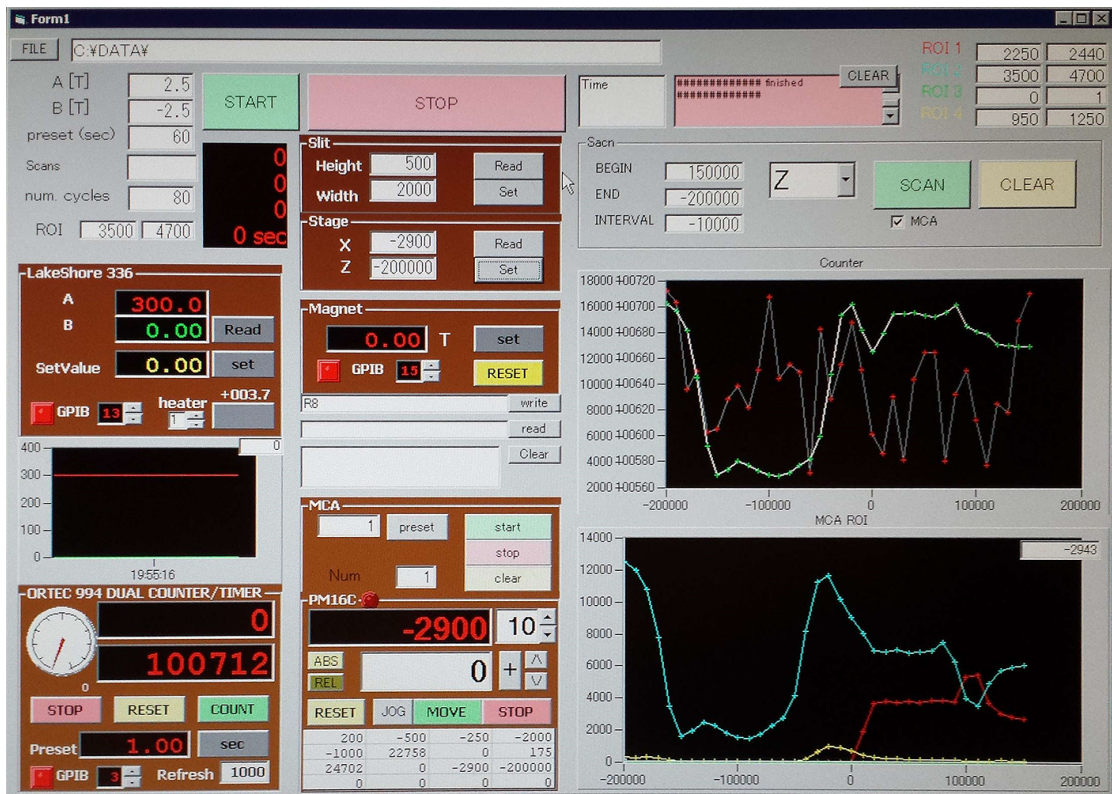 Form1
FILE
C:¥DATA¥
A [T] 2.5
B [T] -2.5
preset (sec) 60
Scans
num. cycles 80
ROI 3500 4700
START
STOP
0
0
0
0 sec
Time
############# finished
#############
CLEAR
ROI 1 2250 2440
ROI 2 3500 4700
ROI 3 0 1
ROI 4 950 1250
Slit
Height 500 Read
Width 2000 Set
Stage
X -2900 Read
Z -200000 Set
Sacn
BEGIN 150000
END -200000
INTERVAL -10000
Z
SCAN
CLEAR
MCA
LakeShore 336
A 300.0
B 0.00 Read
SetValue 0.00 set
GPIB 13 heater 1 +003.7
0
400
300
200
100
0
19:55:16
Magnet
0.00 T set
GPIB 15 RESET
R8 write
read
Clear
MCA
1 preset start
stop
Num 1 clear
ORTEC 994 DUAL COUNTER/TIMER
0
100712
0
STOP RESET COUNT
Preset 1.00 sec
GPIB 3 Refresh 1000
PM16C
-2900 10
ABS
REL
0 +
RESET JOG MOVE STOP
200 -500 -250 -2000
-1000 22758 0 175
24702 0 -2900 -200000
0 0 0 0
Counter
18000 100720
16000 100700
14000 100680
12000 100660
10000 100640
8000 100620
6000 100600
4000 100580
2000 100560
-200000 -100000 0 100000 200000
MCA ROI
-2943
14000
12000
10000
8000
6000
4000
2000
0
-200000 -100000 0 100000 200000